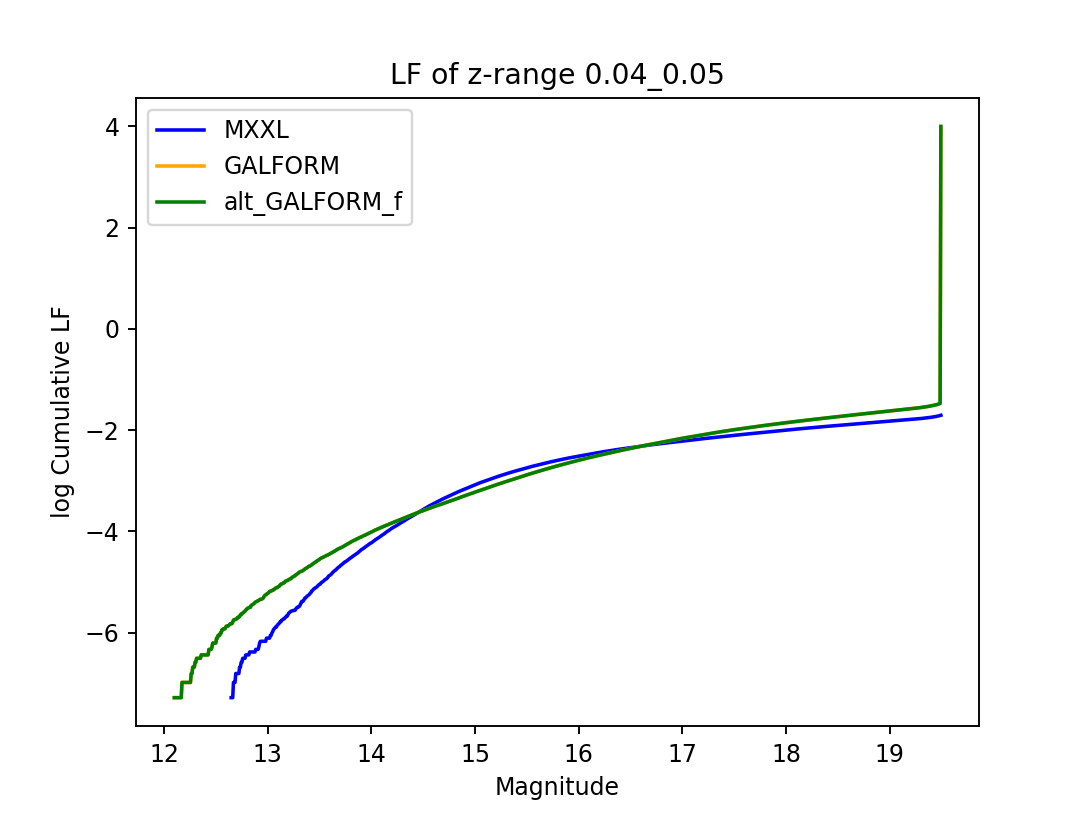 LF of z-range 0.04_0.05
MXXL
GALFORM
alt_GALFORM_f
log Cumulative LF
4
2
0
−2
−4
−6
12 13 14 15 16 17 18 19
Magnitude